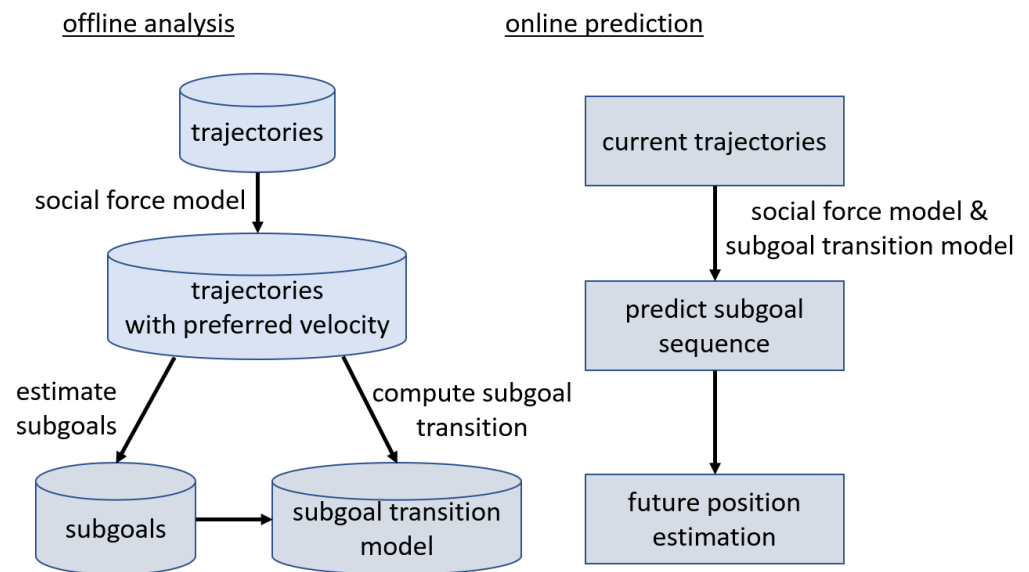 offline analysis
trajectories
social force model
trajectories
with preferred velocity
estimate
subgoals
compute subgoal
transition
subgoals
subgoal transition
model
online prediction
current trajectories
social force model &
subgoal transition model
predict subgoal
sequence
future position
estimation